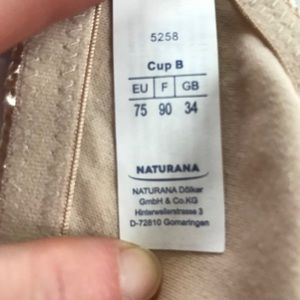 5258
Cup B
EU F GB
75 90 34
NATURANA
NATURANA Dölker
GmbH & Co.KG
Hinterweilerstrasse 3
D-72810 Gomaringen